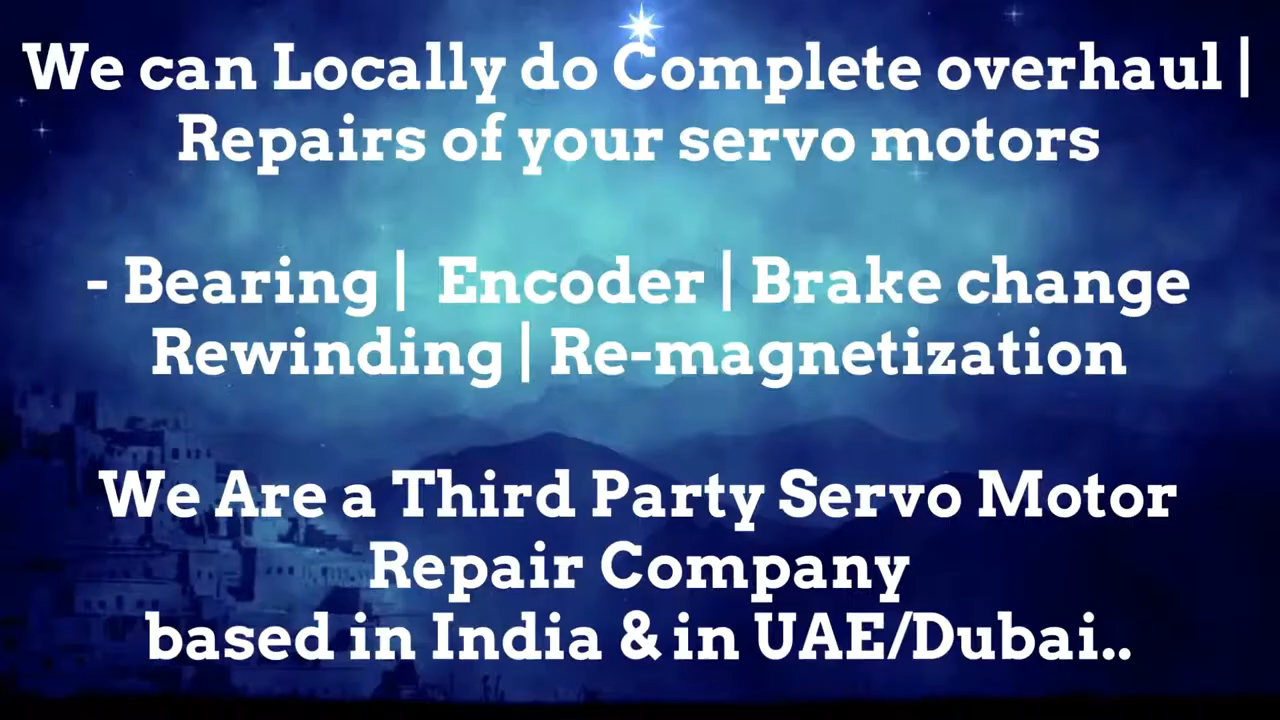 We can Locally do Complete overhaul |
Repairs of your servo motors
- Bearing | Encoder | Brake change
Rewinding | Re-magnetization
We Are a Third Party Servo Motor
Repair Company
based in India & in UAE/Dubai..